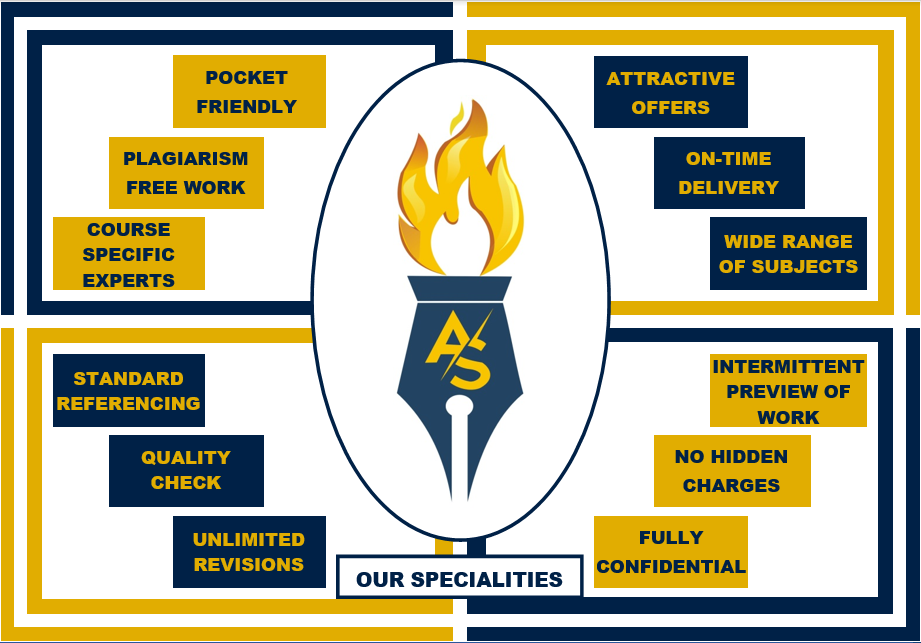 POCKET
FRIENDLY
PLAGIARISM
FREE WORK
COURSE
SPECIFIC
EXPERTS
ATTRACTIVE
OFFERS
ON-TIME
DELIVERY
WIDE RANGE
OF SUBJECTS
AS
STANDARD
REFERENCING
QUALITY
CHECK
UNLIMITED
REVISIONS
INTERMITTENT
PREVIEW OF
WORK
NO HIDDEN
CHARGES
FULLY
CONFIDENTIAL
OUR SPECIALITIES